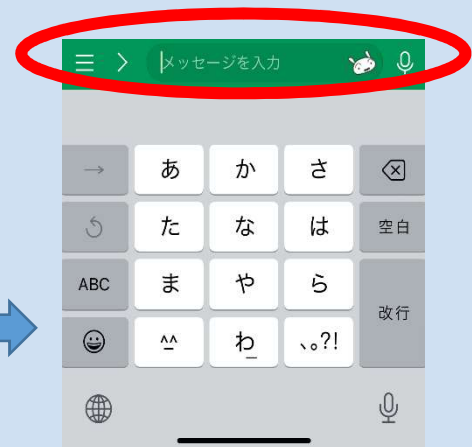 メッセージを入力
→ あ か さ
た な は 空白
ABC ま や ら
改行
^^ わ_ 、。?!